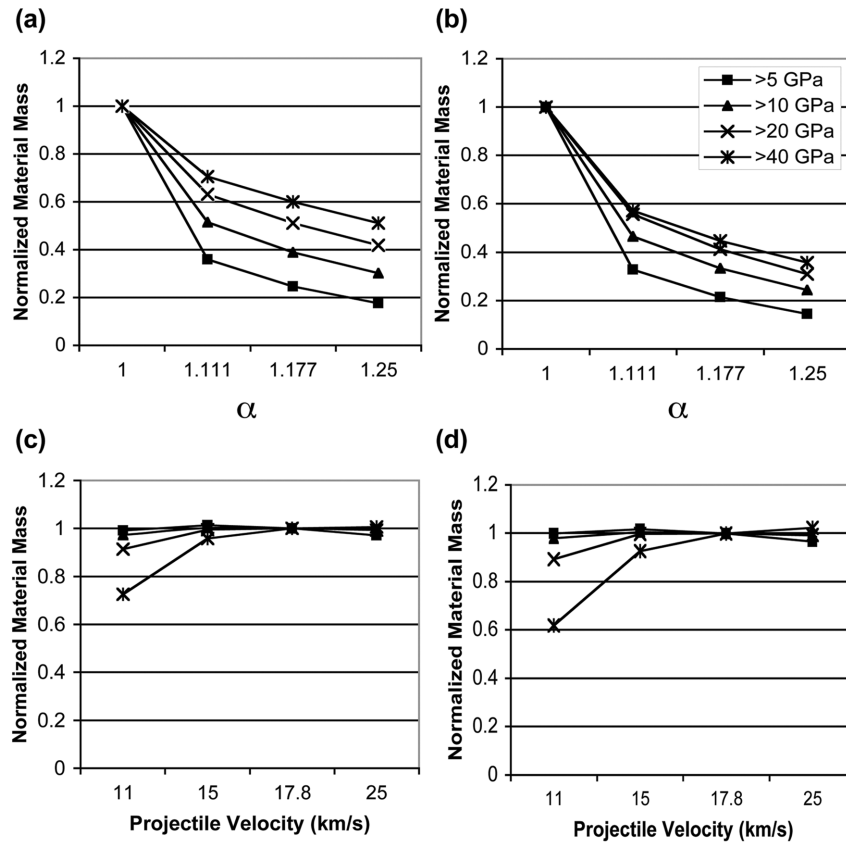 (a)
Normalized Material Mass
1.2
1
0.8
0.6
0.4
0.2
0
1 1.111 1.177 1.25
α
(b)
Normalized Material Mass
1.2
1
0.8
0.6
0.4
0.2
0
>5 GPa
>10 GPa
>20 GPa
>40 GPa
1 1.111 1.177 1.25
α
(c)
Normalized Material Mass
1.2
1
0.8
0.6
0.4
0.2
0
11 15 17.8 25
Projectile Velocity (km/s)
(d)
Normalized Material Mass
1.2
1
0.8
0.6
0.4
0.2
0
11 15 17.8 25
Projectile Velocity (km/s)